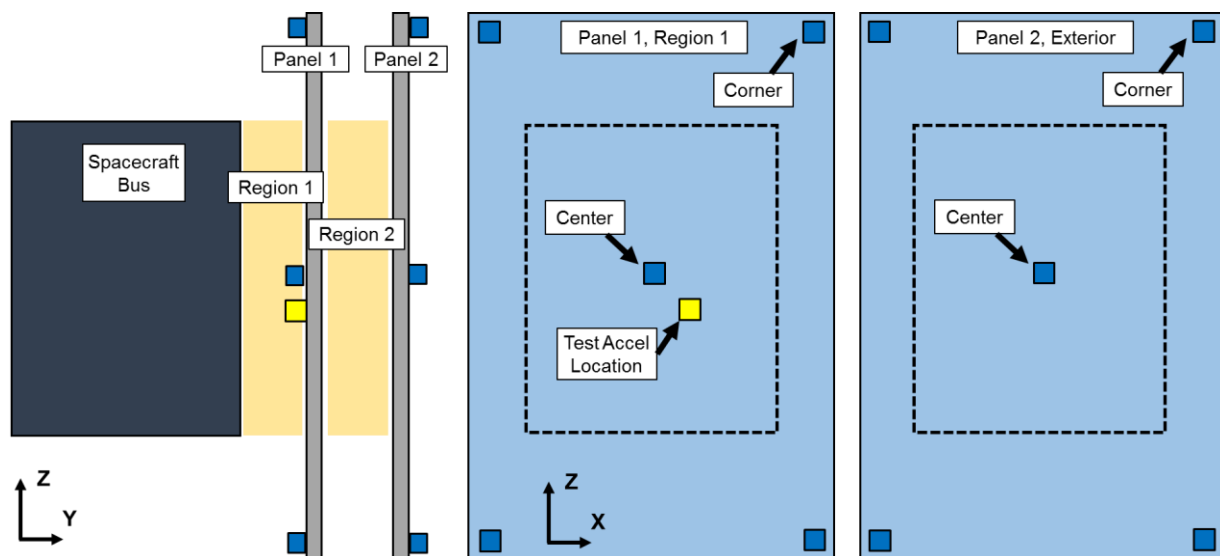 Panel 1
Panel 2
Spacecraft
Bus
Region 1
Region 2
Z
Y
Panel 1, Region 1
Corner
Center
Test Accel
Location
Z
X
Panel 2, Exterior
Corner
Center